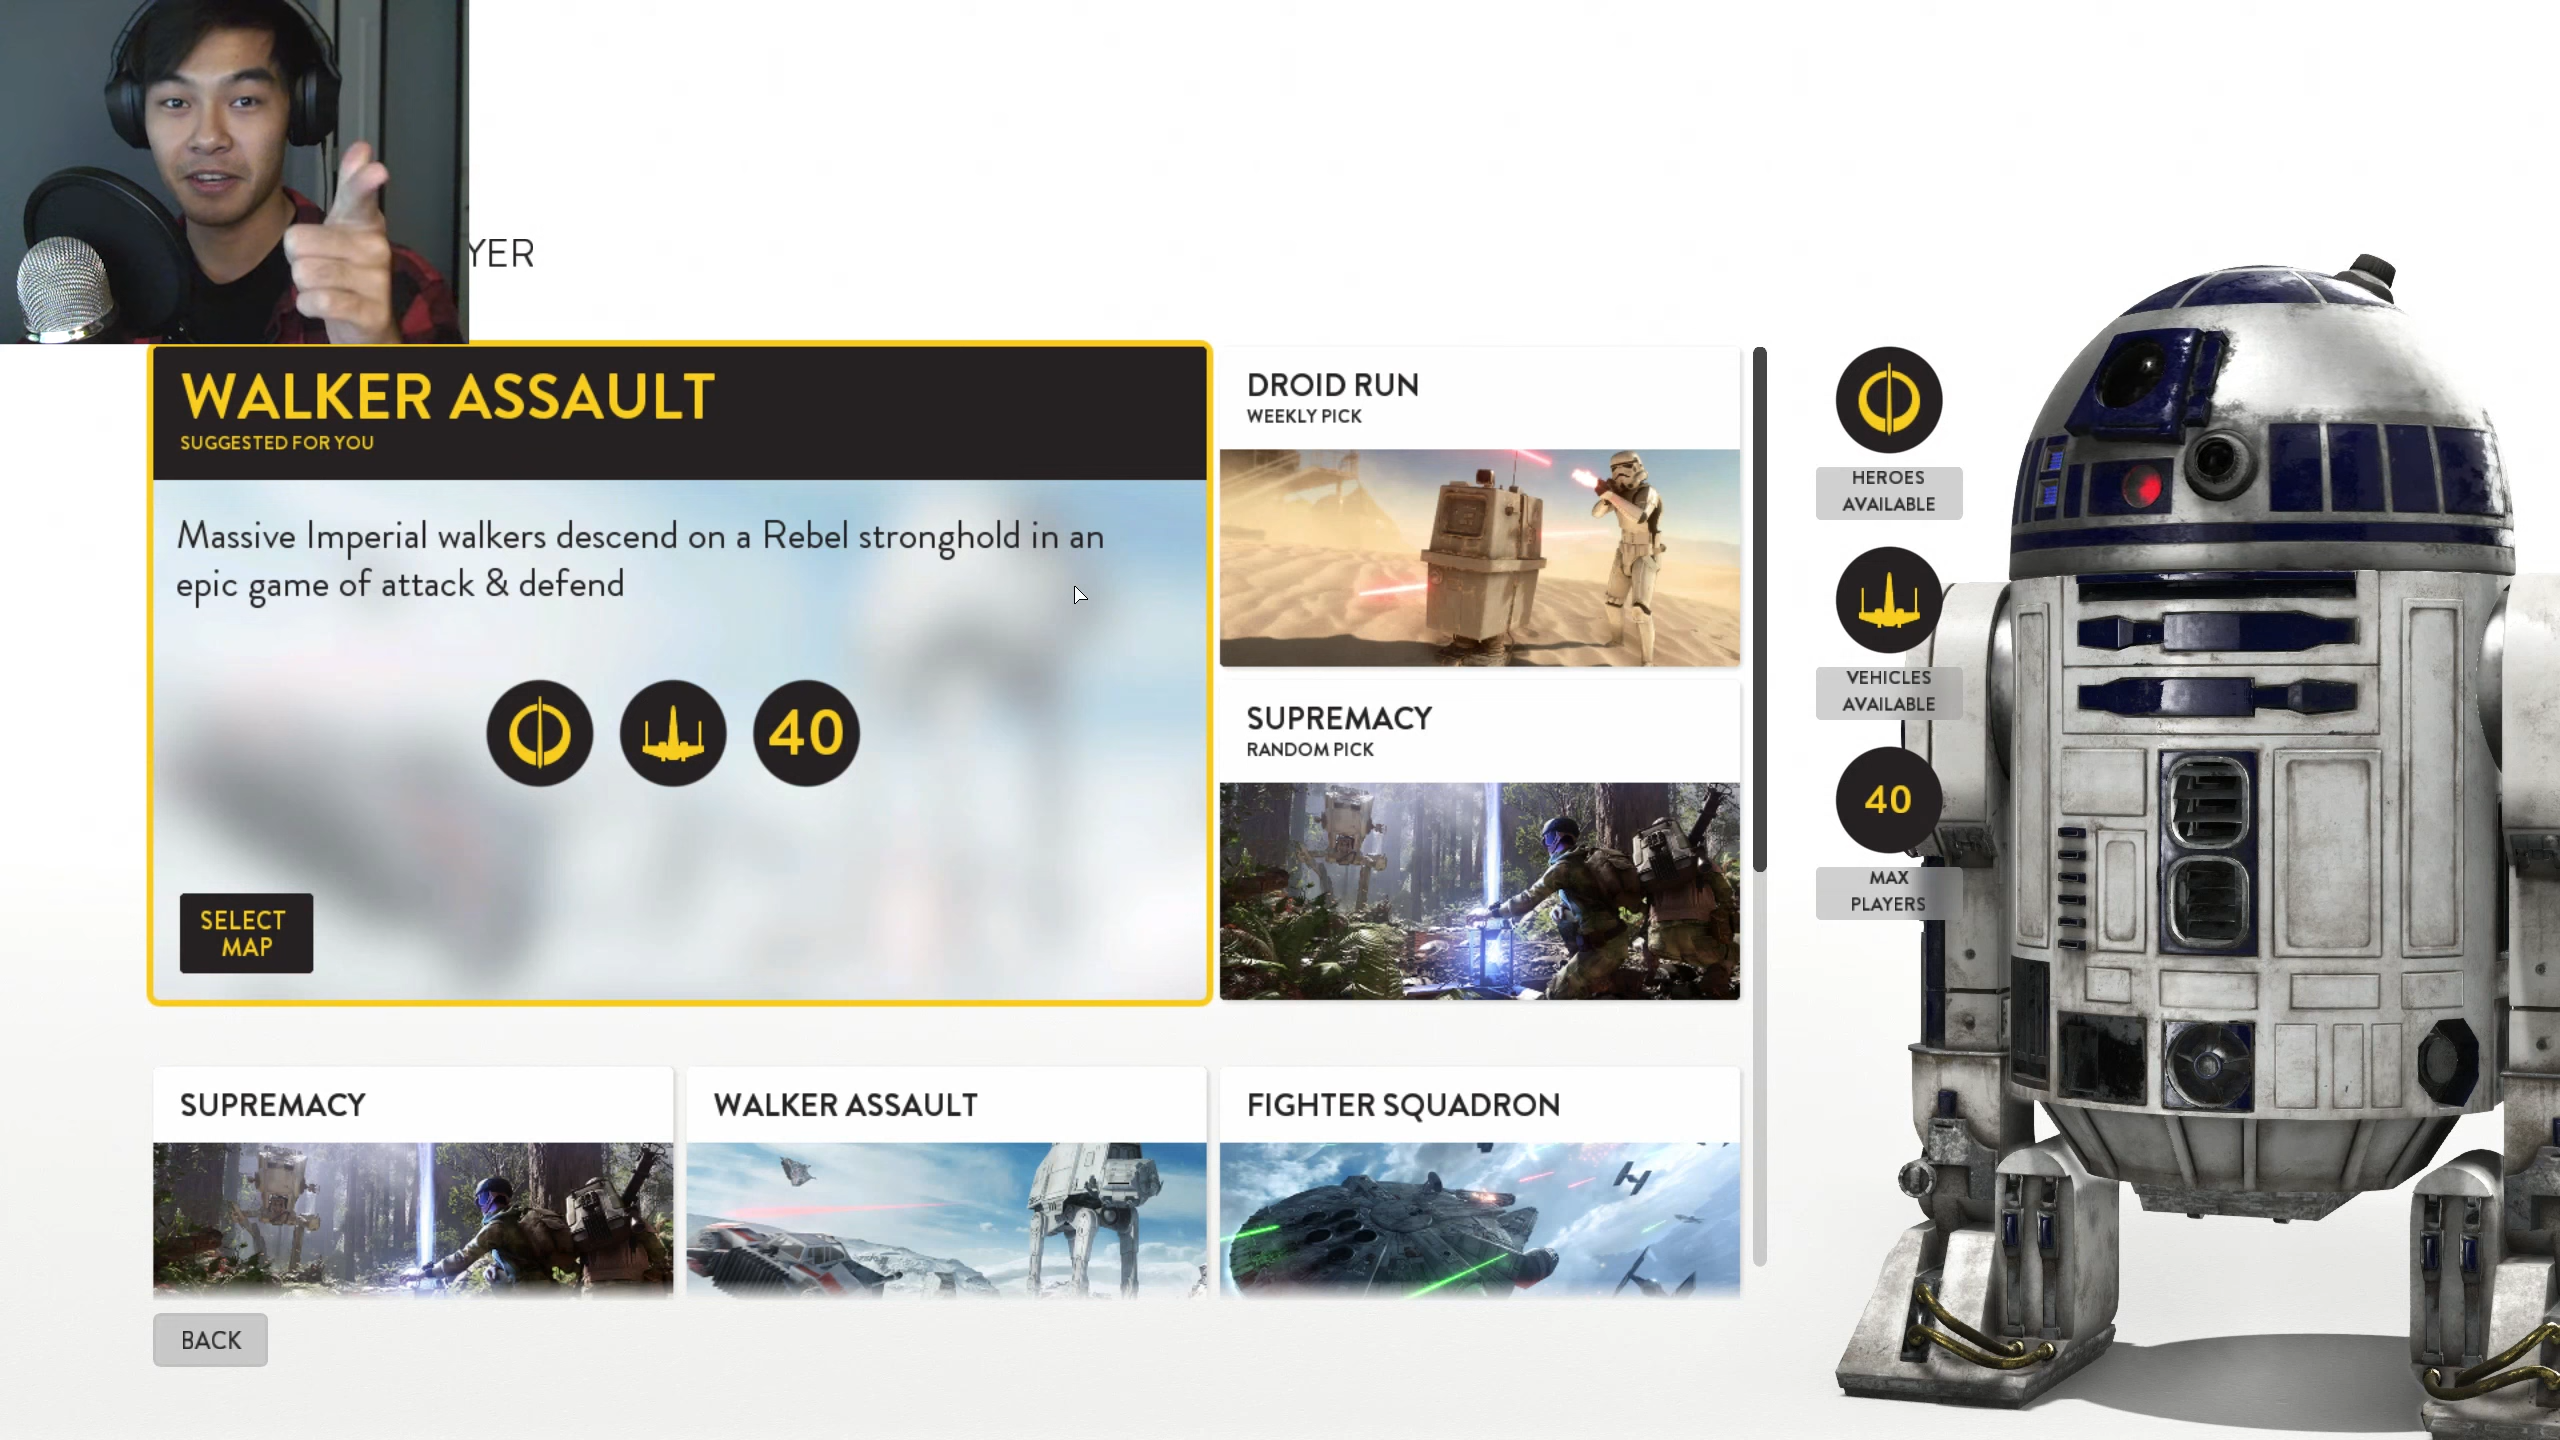 YER
WALKER ASSAULT
SUGGESTED FOR YOU
Massive Imperial walkers descend on a Rebel stronghold in an
epic game of attack & defend
40
SELECT
MAP
DROID RUN
WEEKLY PICK
SUPREMACY
RANDOM PICK
HEROES
AVAILABLE
VEHICLES
AVAILABLE
40
MAX
PLAYERS
SUPREMACY
WALKER ASSAULT
FIGHTER SQUADRON
BACK